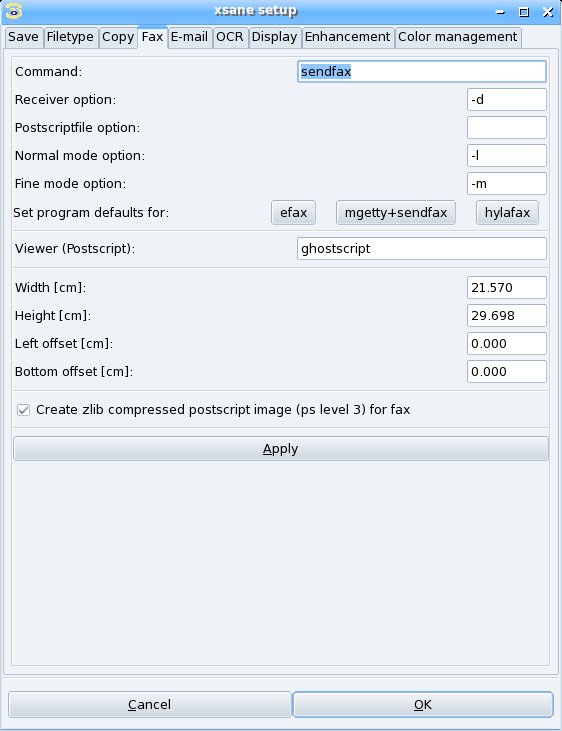 xsane setup
Save Filetype Copy Fax E-mail OCR Display Enhancement Color management
Command: sendfax
Receiver option: -d
Postscriptfile option:
Normal mode option: -l
Fine mode option: -m
Set program defaults for: efax mgetty+sendfax hylafax
Viewer (Postscript): ghostscript
Width [cm]: 21.570
Height [cm]: 29.698
Left offset [cm]: 0.000
Bottom offset [cm]: 0.000
Create zlib compressed postscript image (ps level 3) for fax
Apply
Cancel OK